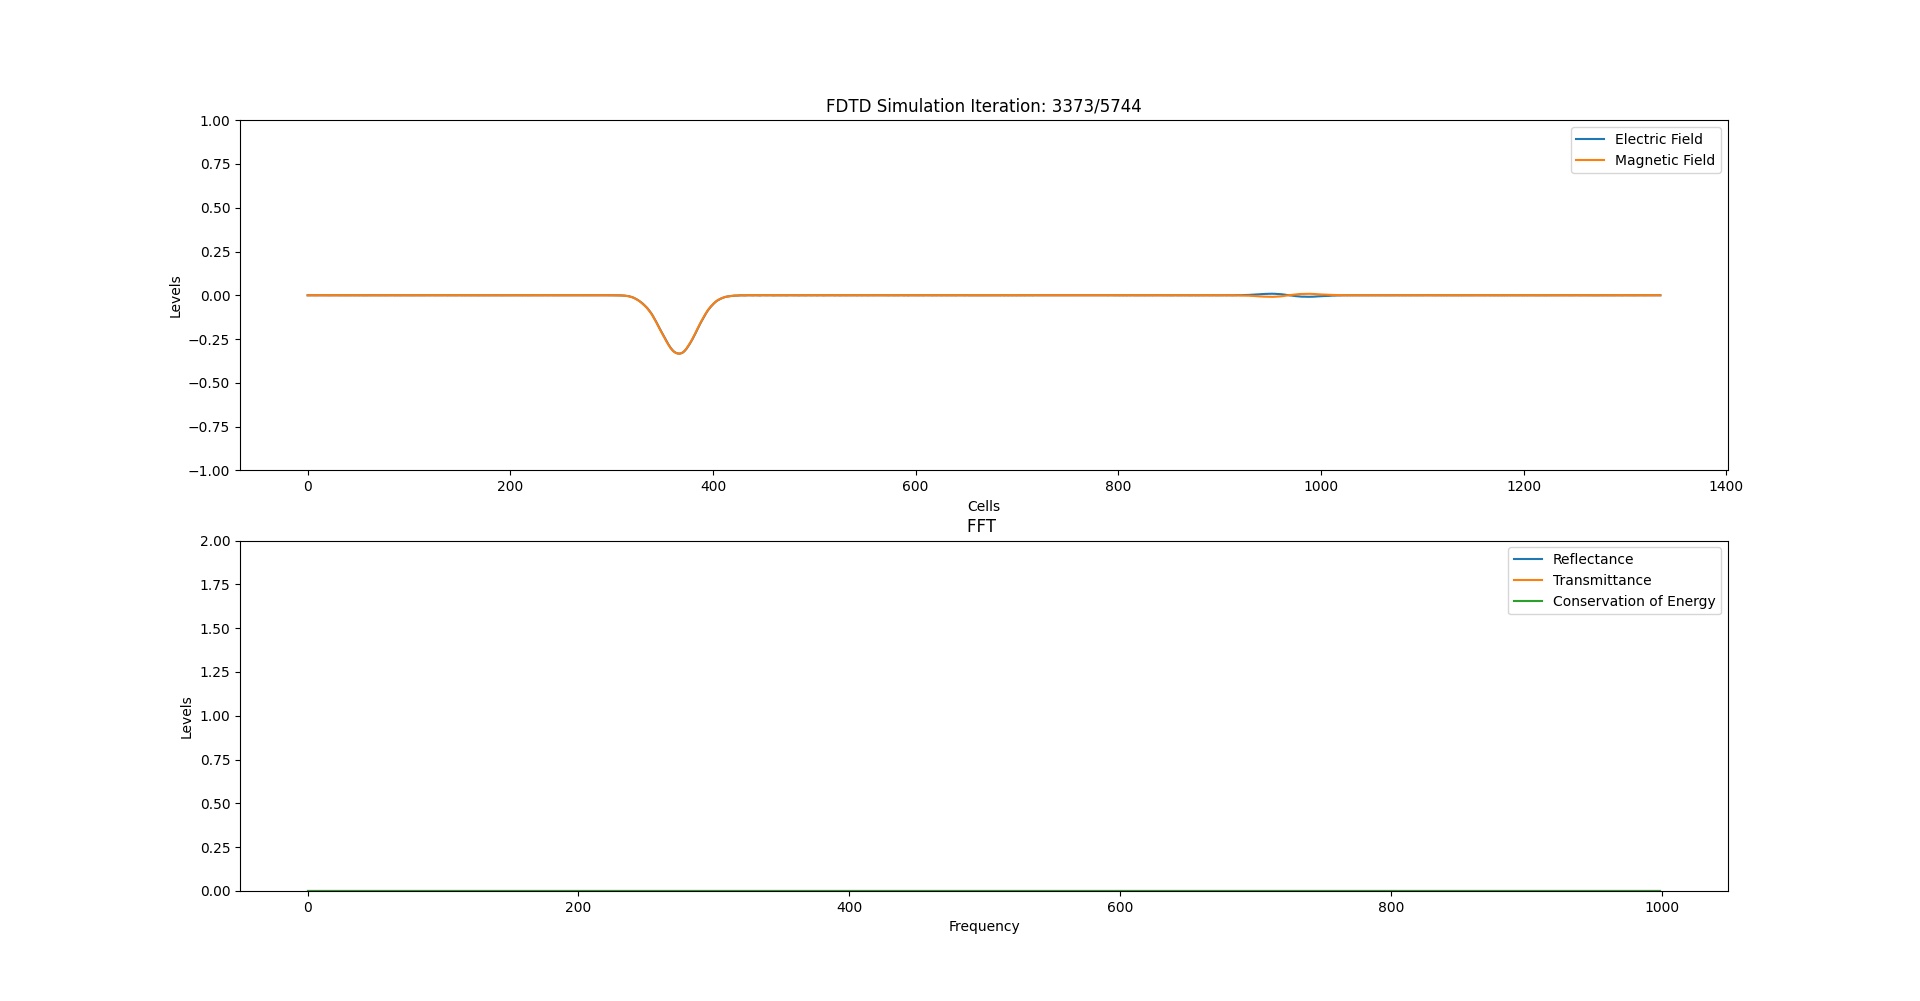 FDTD Simulation Iteration: 3373/5744
1.00
0.75
0.50
0.25
0.00
−0.25
−0.50
−0.75
−1.00
Levels
Electric Field
Magnetic Field
0 200 400 600 800 1000 1200 1400
Cells
FFT
2.00
1.75
1.50
1.25
1.00
0.75
0.50
0.25
0.00
Levels
Reflectance
Transmittance
Conservation of Energy
0 200 400 600 800 1000
Frequency